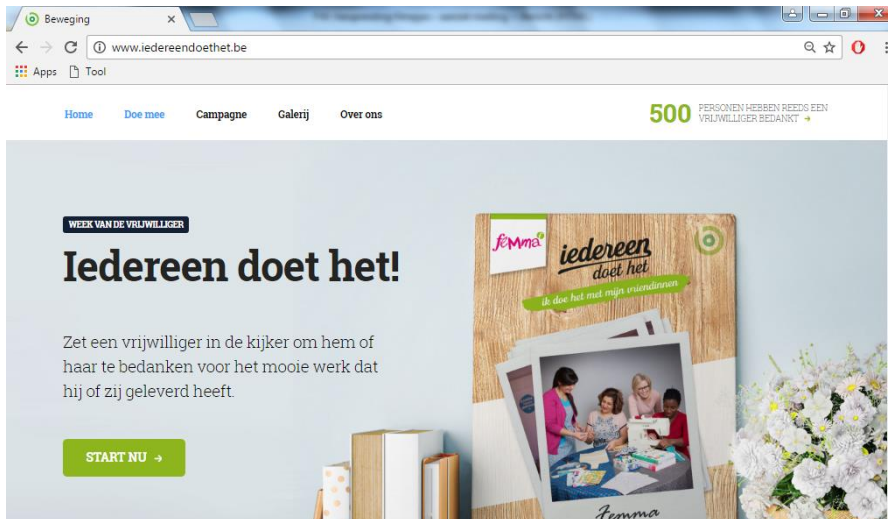 Beweging
www.iedereendoethet.be
Apps Tool
Home Doe mee Campagne Galerij Over ons
500 PERSONEN HEBBEN REEDS EEN
VRIJWILLIGER BEDANKT →
WEEK VAN DE VRIJWILLIGER
Iedereen doet het!
Zet een vrijwilliger in de kijker om hem of
haar te bedanken voor het mooie werk dat
hij of zij geleverd heeft.
START NU →
femma
iedereen
doet het
ik doe het met mijn vriendinnen
Femma